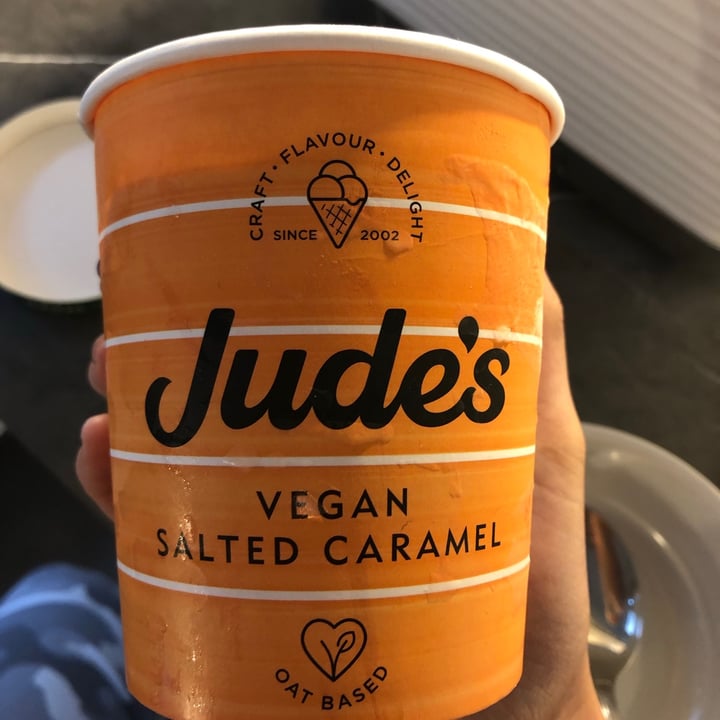 CRAFT · FLAVOUR · DELIGHT
SINCE 2002
Jude's
VEGAN
SALTED CARAMEL
OAT BASED